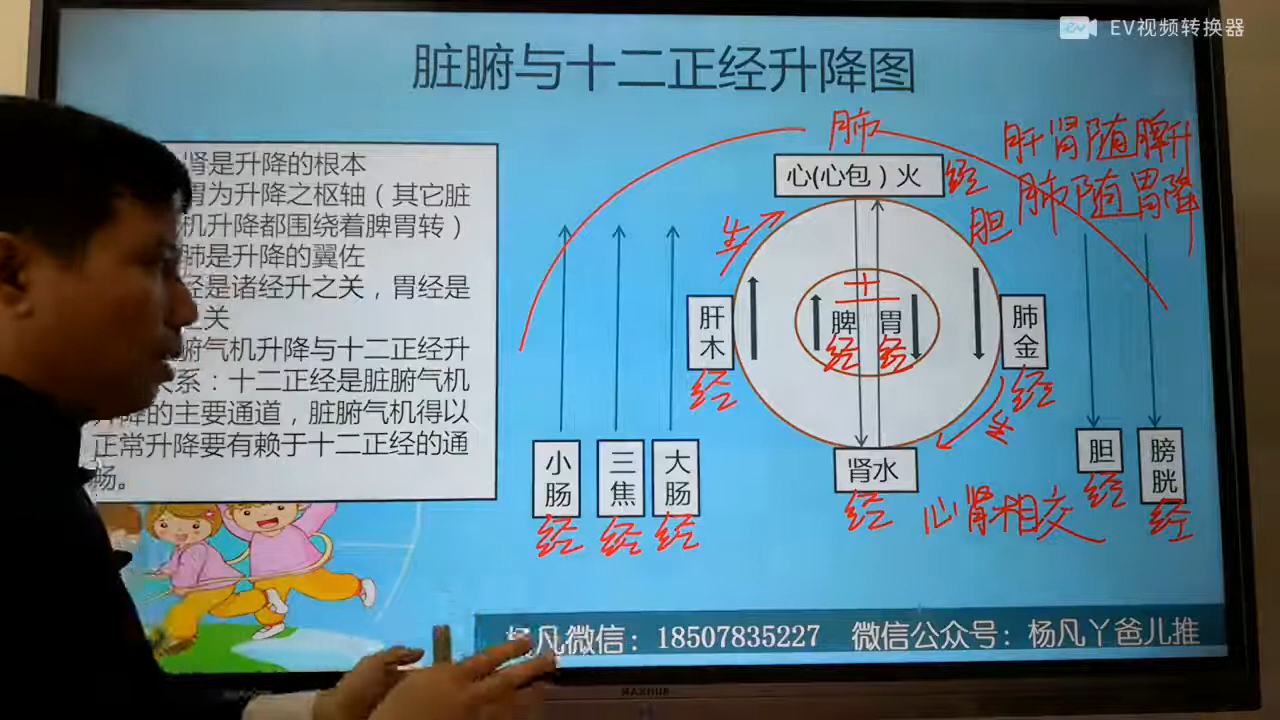 EV视频转换器
脏腑与十二正经升降图
肾是升降的根本
胃为升降之枢轴（其它脏
机升降都围绕着脾胃转）
肺是升降的翼佐
经是诸经升之关，胃经是
之关
腑气机升降与十二正经升
关系：十二正经是脏腑气机
升降的主要通道，脏腑气机得以
正常升降要有赖于十二正经的通
畅。
肺
肝肾随脾升
肺随胃降
心(心包）火
经
生
胆
土
肝木
经
脾
经
胃
经
肺金
经
生
肾水
经
心肾相交
小肠
经
三焦
经
大肠
经
胆
经
膀胱
经
杨凡微信：18507835227 微信公众号：杨凡丫爸儿推
MAXHUB